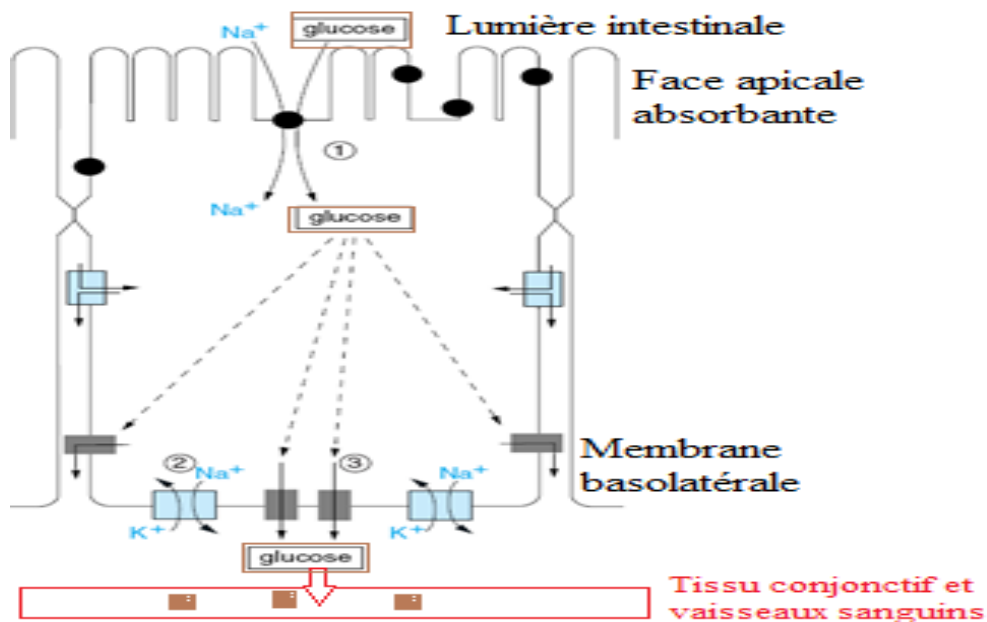 Na⁺
glucose
Lumière intestinale
Face apicale
absorbante
①
Na⁺
glucose
Membrane
basolatérale
②
Na⁺
K⁺
③
Na⁺
K⁺
glucose
Tissu conjonctif et
vaisseaux sanguins